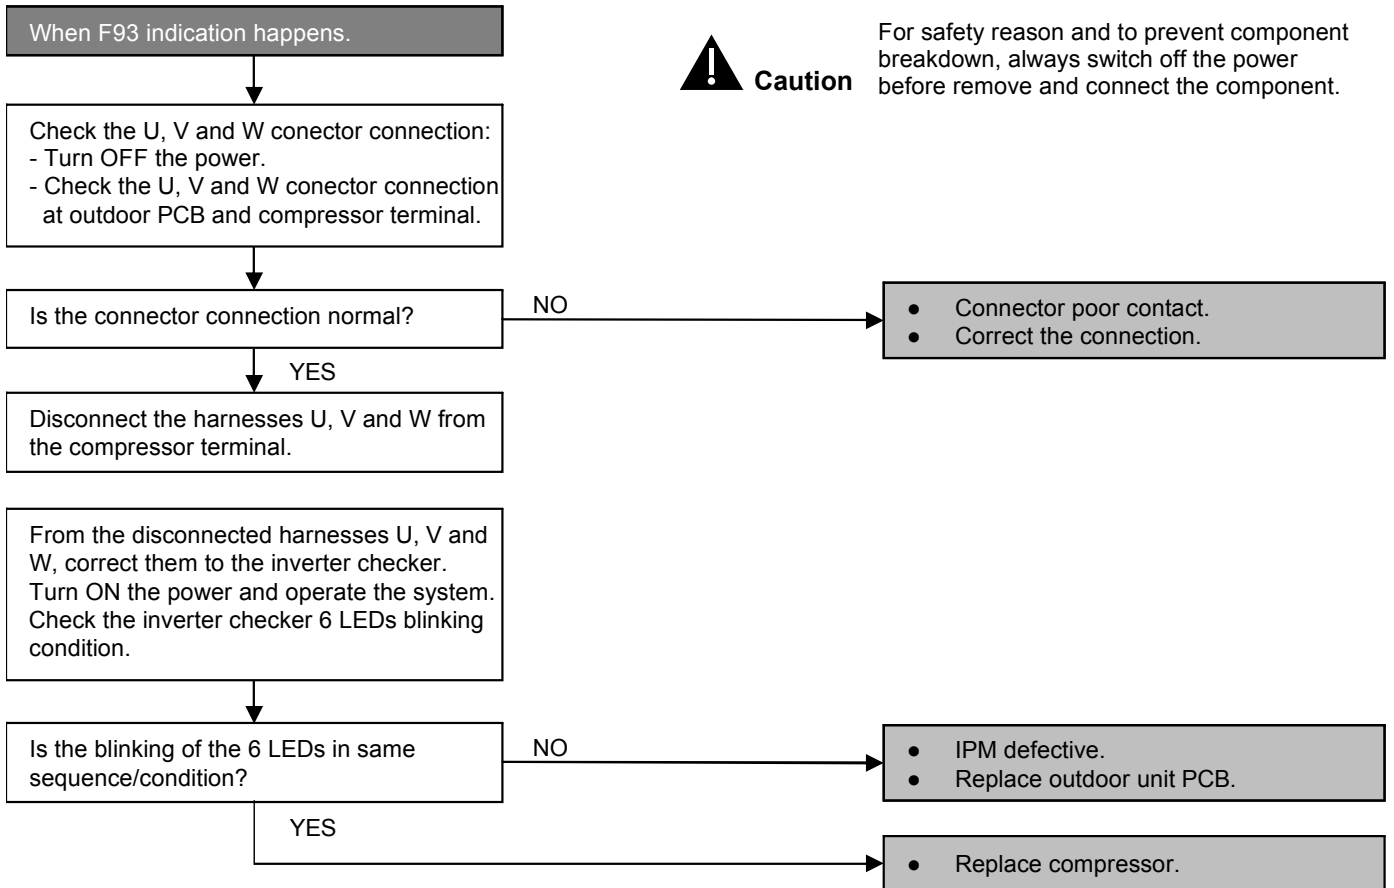 When F93 indication happens.
Caution
For safety reason and to prevent component
breakdown, always switch off the power
before remove and connect the component.
Check the U, V and W conector connection:
- Turn OFF the power.
- Check the U, V and W conector connection
at outdoor PCB and compressor terminal.
Is the connector connection normal?
NO
● Connector poor contact.
● Correct the connection.
YES
Disconnect the harnesses U, V and W from
the compressor terminal.
From the disconnected harnesses U, V and
W, correct them to the inverter checker.
Turn ON the power and operate the system.
Check the inverter checker 6 LEDs blinking
condition.
Is the blinking of the 6 LEDs in same
sequence/condition?
NO
● IPM defective.
● Replace outdoor unit PCB.
YES
● Replace compressor.